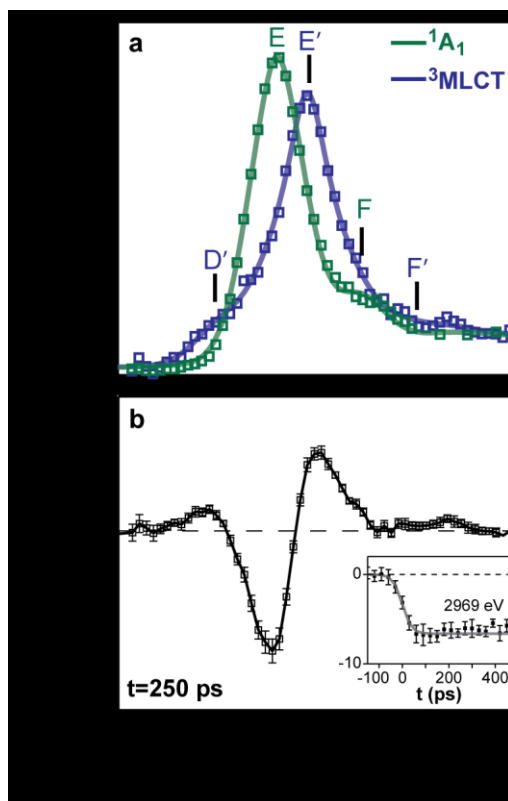 a
E
E′
¹A₁
³MLCT
D′
F
F′
b
0
2969 eV
-10
-100 0 200 400
t (ps)
t=250 ps